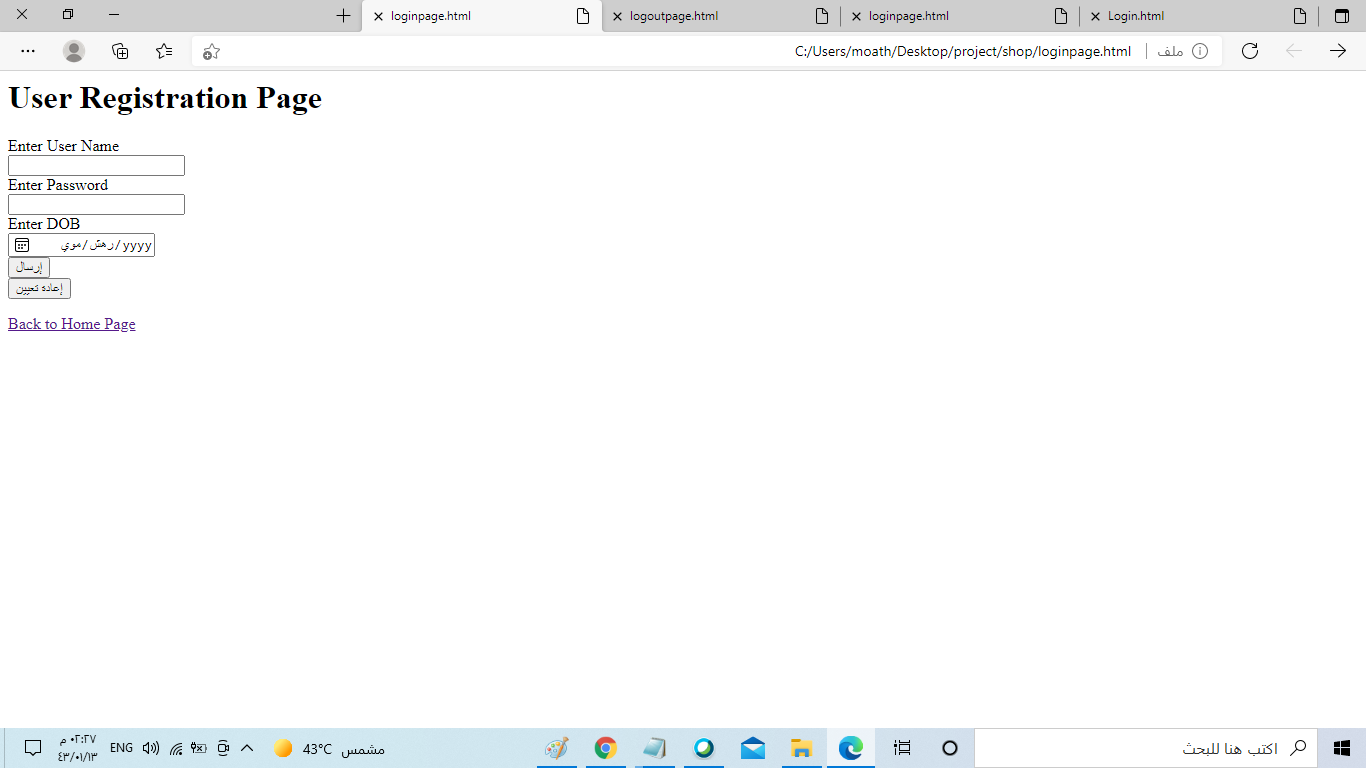 loginpage.html
logoutpage.html
loginpage.html
Login.html
C:/Users/moath/Desktop/project/shop/loginpage.html
ملف
User Registration Page
Enter User Name
Enter Password
Enter DOB
yyyy/رهش/موي
إرسال
إعادة تعيين
Back to Home Page
٠٢:٢٧ م
٤٣/٠١/١٣
ENG
43°C مشمس
اكتب هنا للبحث